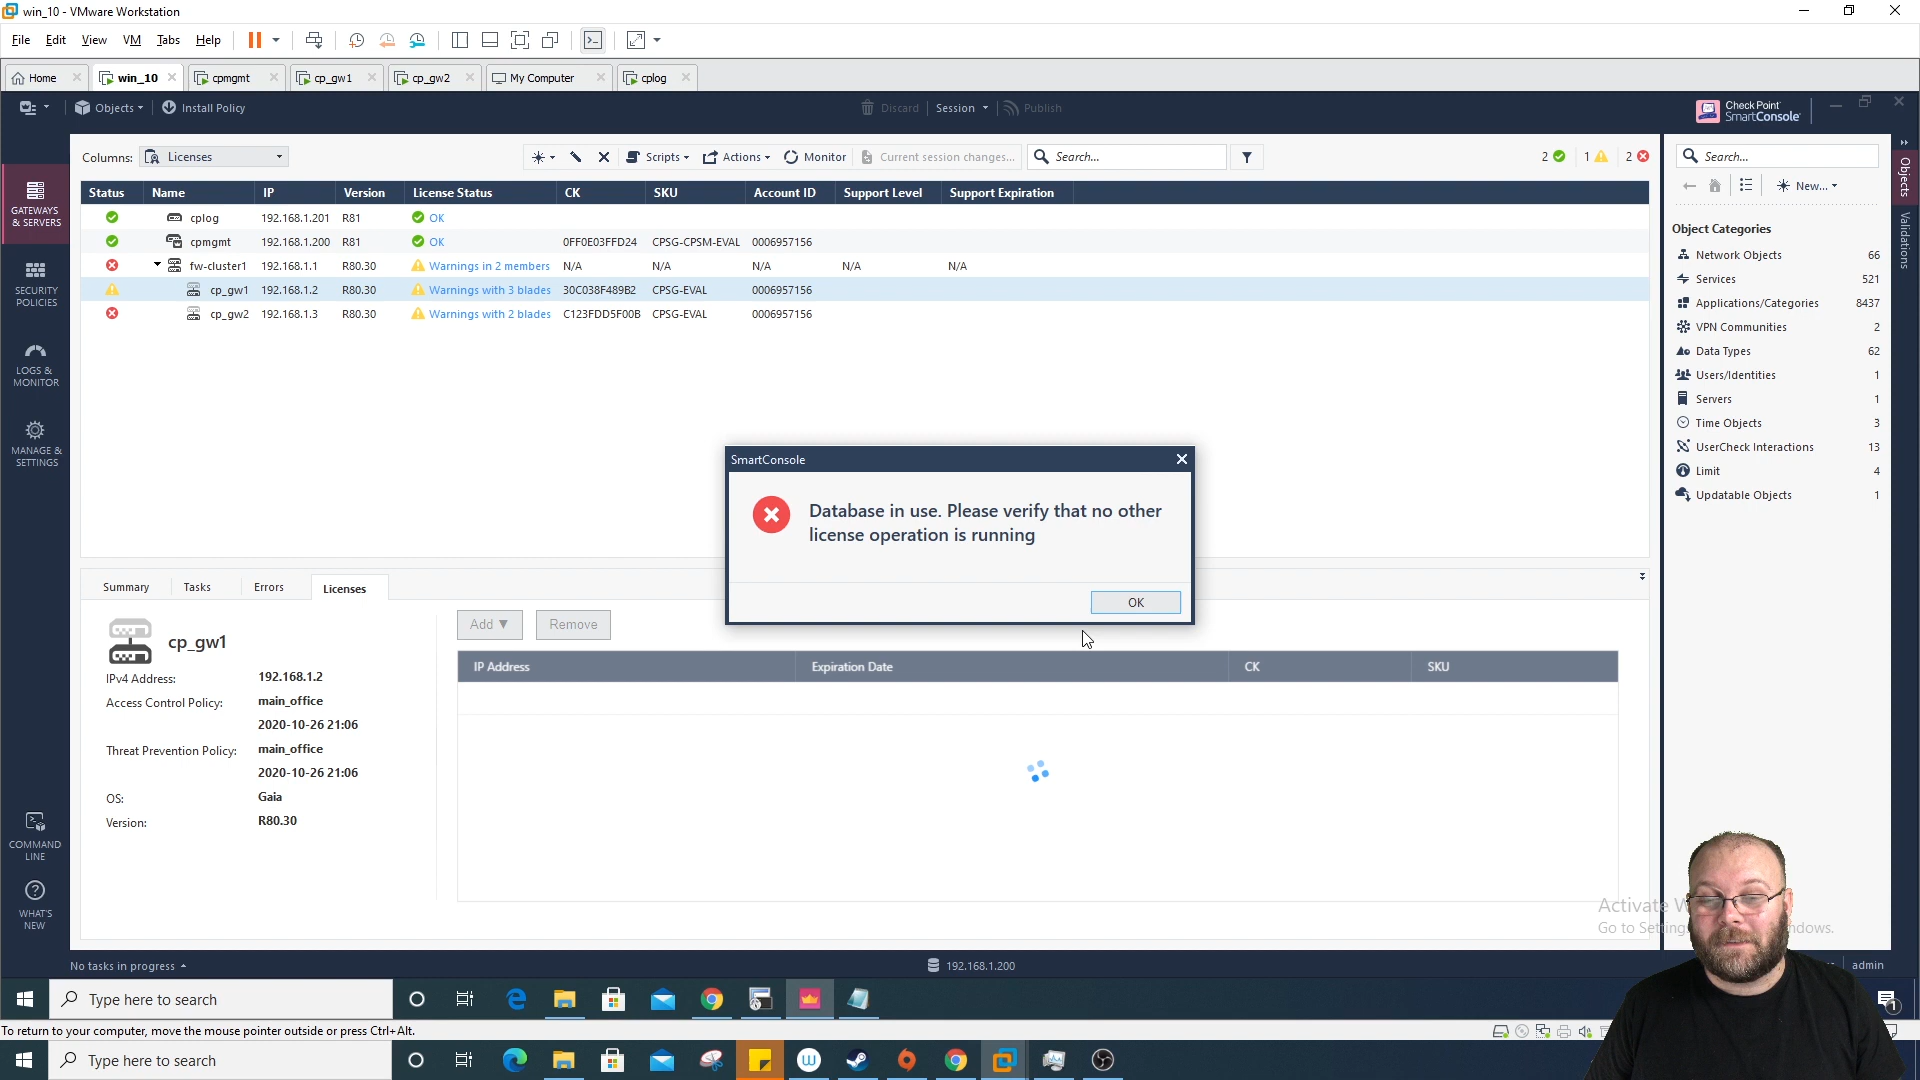 win_10 - VMware Workstation
File Edit View VM Tabs Help
Home win_10 cpmgmt cp_gw1 cp_gw2 My Computer cplog
Objects Install Policy Discard Session Publish Check Point SmartConsole
Columns: Licenses Scripts Actions Monitor Current session changes... Search... 2 1 2
Status Name IP Version License Status CK SKU Account ID Support Level Support Expiration
cplog 192.168.1.201 R81 OK
cpmgmt 192.168.1.200 R81 OK 0FF0E03FFD24 CPSG-CPSM-EVAL 0006957156
fw-cluster1 192.168.1.1 R80.30 Warnings in 2 members N/A N/A N/A N/A N/A
cp_gw1 192.168.1.2 R80.30 Warnings with 3 blades 30C038F489B2 CPSG-EVAL 0006957156
cp_gw2 192.168.1.3 R80.30 Warnings with 2 blades C123FDD5F00B CPSG-EVAL 0006957156
GATEWAYS
& SERVERS
SECURITY
POLICIES
LOGS &
MONITOR
MANAGE &
SETTINGS
COMMAND
LINE
WHAT'S
NEW
SmartConsole
Database in use. Please verify that no other
license operation is running
OK
Summary Tasks Errors Licenses
cp_gw1
IPv4 Address: 192.168.1.2
Access Control Policy: main_office
2020-10-26 21:06
Threat Prevention Policy: main_office
2020-10-26 21:06
OS: Gaia
Version: R80.30
Add ▼ Remove
IP Address Expiration Date CK SKU
Search...
New...
Object Categories
Network Objects 66
Services 521
Applications/Categories 8437
VPN Communities 2
Data Types 62
Users/Identities 1
Servers 1
Time Objects 3
UserCheck Interactions 13
Limit 4
Updatable Objects 1
Objects
Validations
Activate
Go to
No tasks in progress 192.168.1.200 admin
Type here to search
1
To return to your computer, move the mouse pointer outside or press Ctrl+Alt.
Type here to search